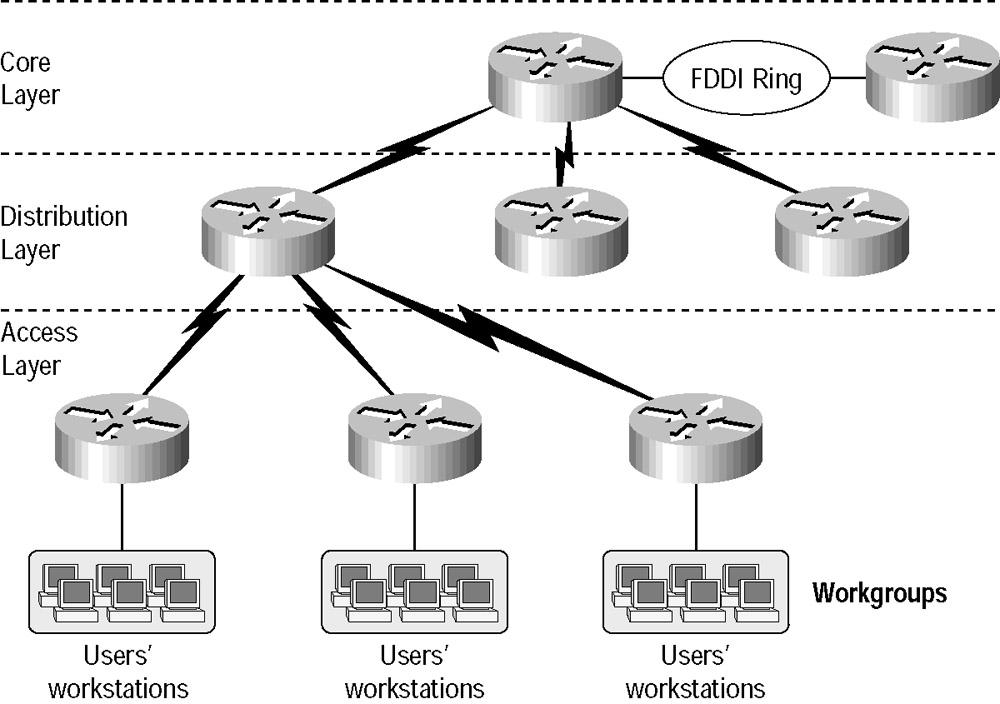 Core
Layer
FDDI Ring
Distribution
Layer
Access
Layer
Workgroups
Users’
workstations
Users’
workstations
Users’
workstations